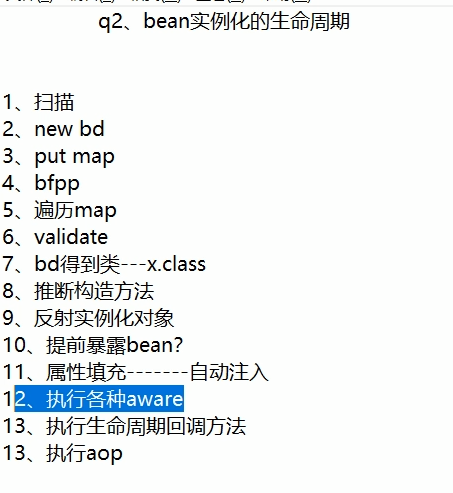 q2、bean实例化的生命周期
1、扫描
2、new bd
3、put map
4、bfpp
5、遍历map
6、validate
7、bd得到类---x.class
8、推断构造方法
9、反射实例化对象
10、提前暴露bean?
11、属性填充-------自动注入
12、执行各种aware
13、执行生命周期回调方法
13、执行aop